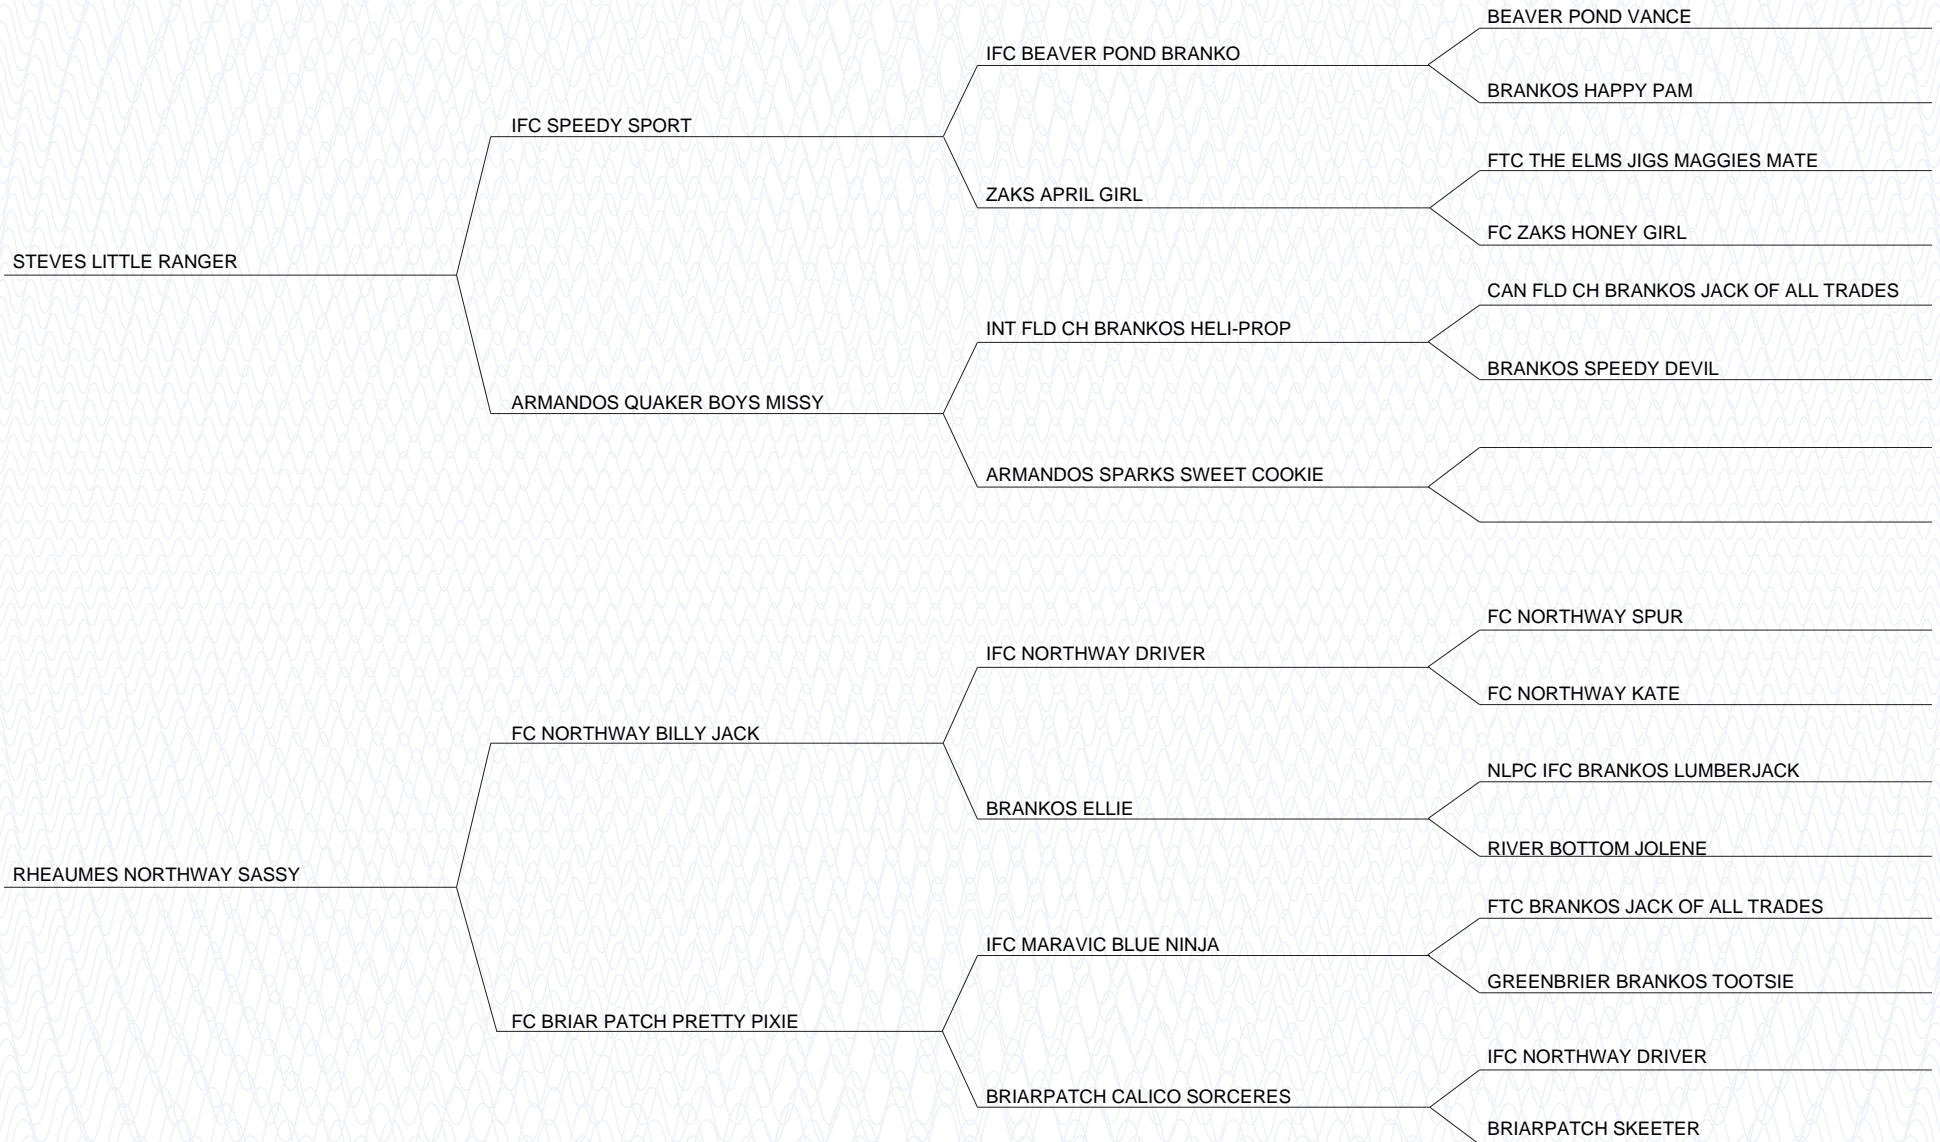 BEAVER POND VANCE
IFC BEAVER POND BRANKO
BRANKOS HAPPY PAM
IFC SPEEDY SPORT
FTC THE ELMS JIGS MAGGIES MATE
ZAKS APRIL GIRL
FC ZAKS HONEY GIRL
STEVES LITTLE RANGER
CAN FLD CH BRANKOS JACK OF ALL TRADES
INT FLD CH BRANKOS HELI-PROP
BRANKOS SPEEDY DEVIL
ARMANDOS QUAKER BOYS MISSY
ARMANDOS SPARKS SWEET COOKIE
FC NORTHWAY SPUR
IFC NORTHWAY DRIVER
FC NORTHWAY KATE
FC NORTHWAY BILLY JACK
NLPC IFC BRANKOS LUMBERJACK
BRANKOS ELLIE
RIVER BOTTOM JOLENE
RHEAUMES NORTHWAY SASSY
FTC BRANKOS JACK OF ALL TRADES
IFC MARAVIC BLUE NINJA
GREENBRIER BRANKOS TOOTSIE
FC BRIAR PATCH PRETTY PIXIE
IFC NORTHWAY DRIVER
BRIARPATCH CALICO SORCERES
BRIARPATCH SKEETER